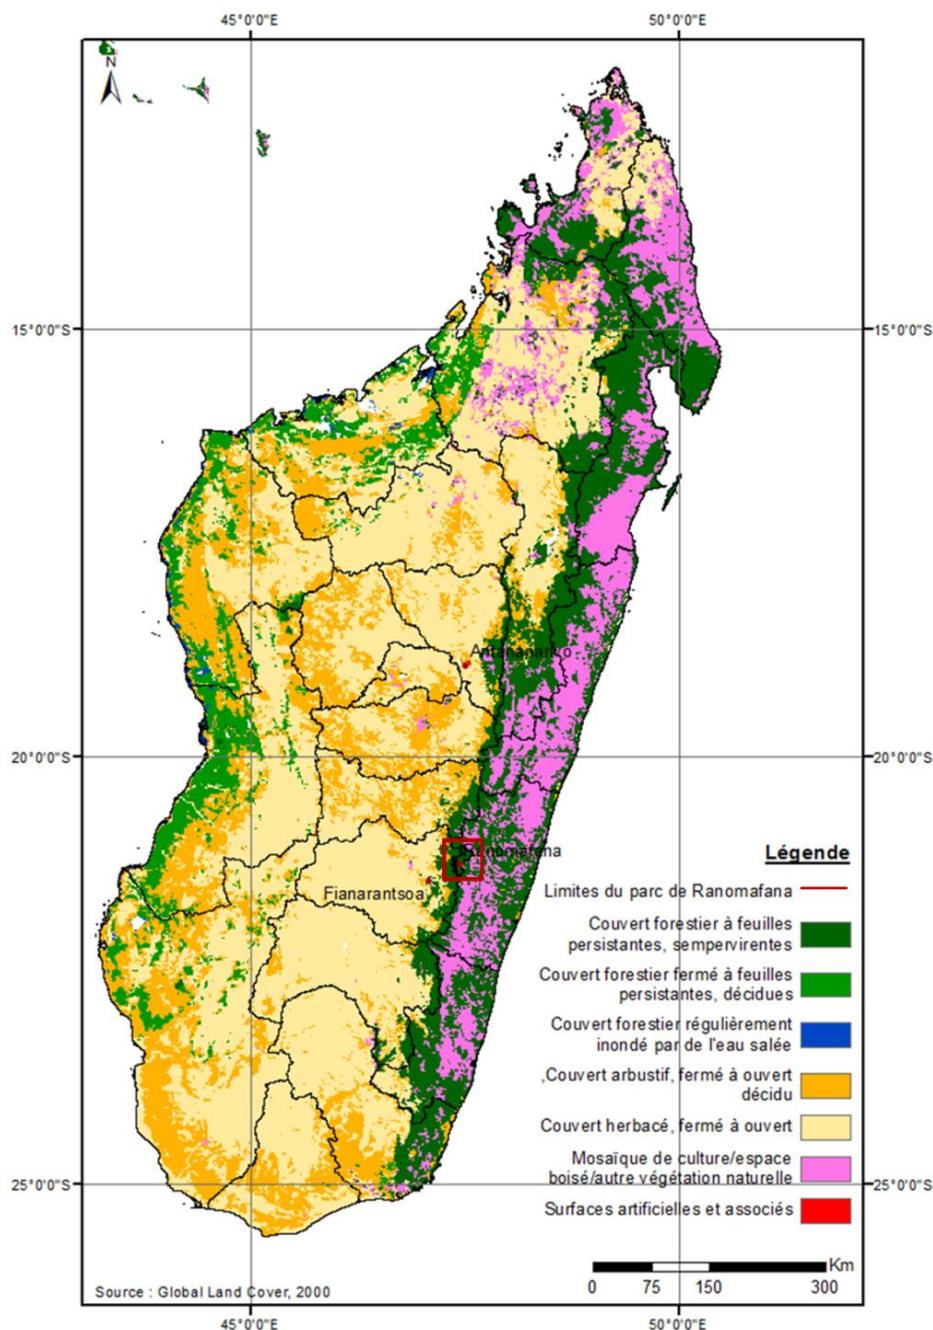 45°0'0"E 50°0'0"E
N
15°0'0"S 15°0'0"S
Antananarivo
20°0'0"S 20°0'0"S
Ranomafana
Fianarantsoa
Légende
Limites du parc de Ranomafana
Couvert forestier à feuilles
persistantes, sempervirentes
Couvert forestier fermé à feuilles
persistantes, décidues
Couvert forestier régulièrement
inondé par de l'eau salée
,Couvert arbustif, fermé à ouvert
décidu
Couvert herbacé, fermé à ouvert
Mosaïque de culture/espace
boisé/autre végétation naturelle
25°0'0"S 25°0'0"S
Surfaces artificielles et associés
Km
0 75 150 300
Source : Global Land Cover, 2000
45°0'0"E 50°0'0"E